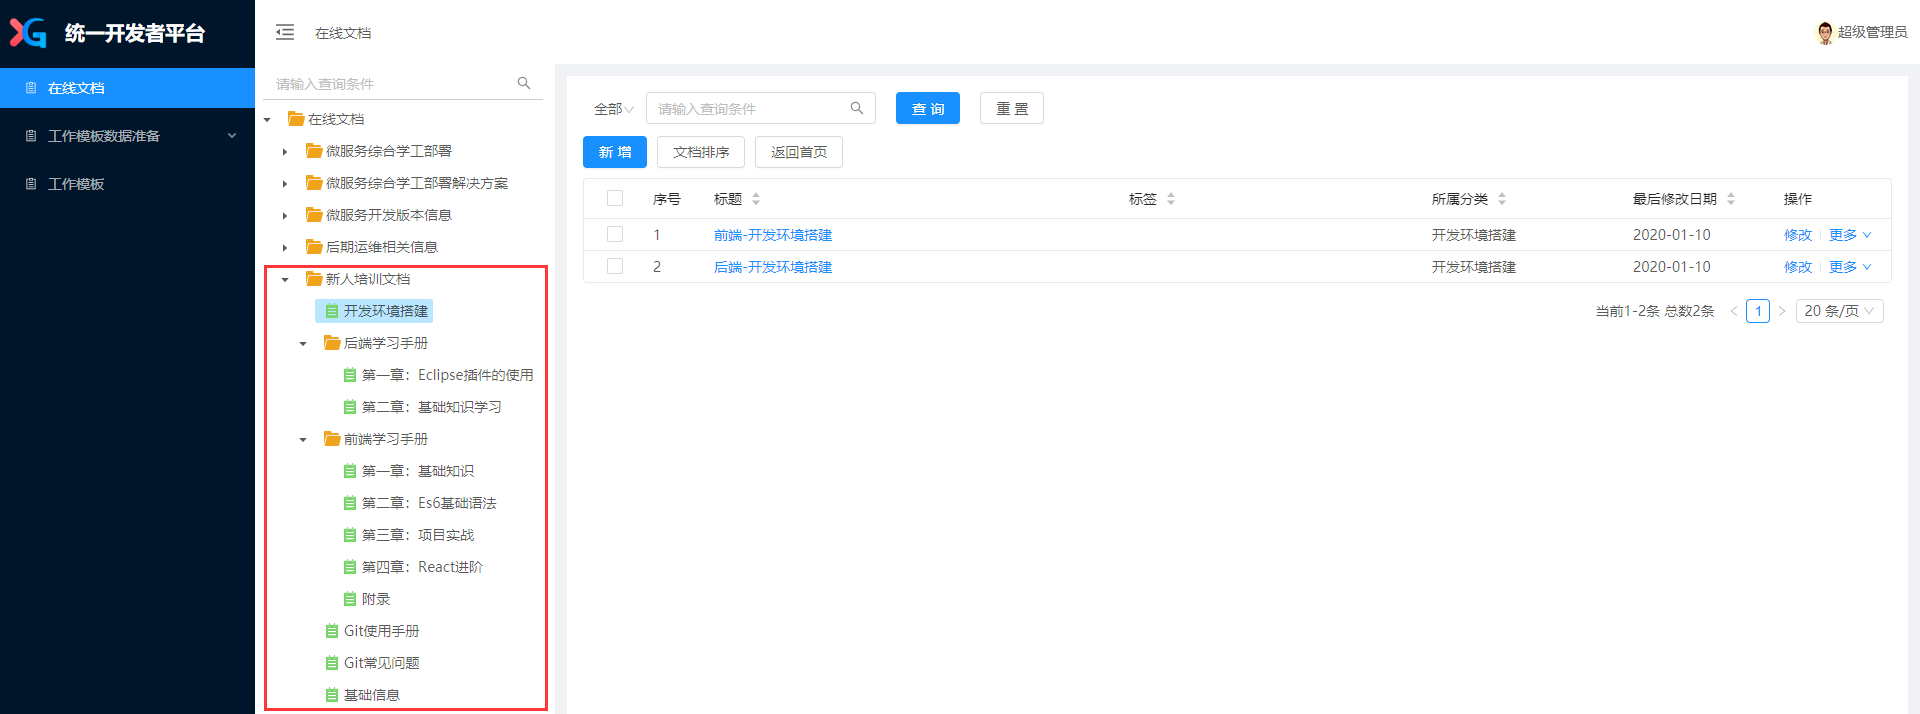 XG 统一开发者平台
在线文档
工作模板数据准备
工作模板
在线文档
超级管理员
请输入查询条件
在线文档
微服务综合学工部署
微服务综合学工部署解决方案
微服务开发版本信息
后期运维相关信息
新人培训文档
开发环境搭建
后端学习手册
第一章：Eclipse插件的使用
第二章：基础知识学习
前端学习手册
第一章：基础知识
第二章：Es6基础语法
第三章：项目实战
第四章：React进阶
附录
Git使用手册
Git常见问题
基础信息
全部 请输入查询条件 查 询 重 置
新 增 文档排序 返回首页
序号 标题 标签 所属分类 最后修改日期 操作
1 前端-开发环境搭建 开发环境搭建 2020-01-10 修改 更多
2 后端-开发环境搭建 开发环境搭建 2020-01-10 修改 更多
当前1-2条 总数2条 < 1 > 20 条/页